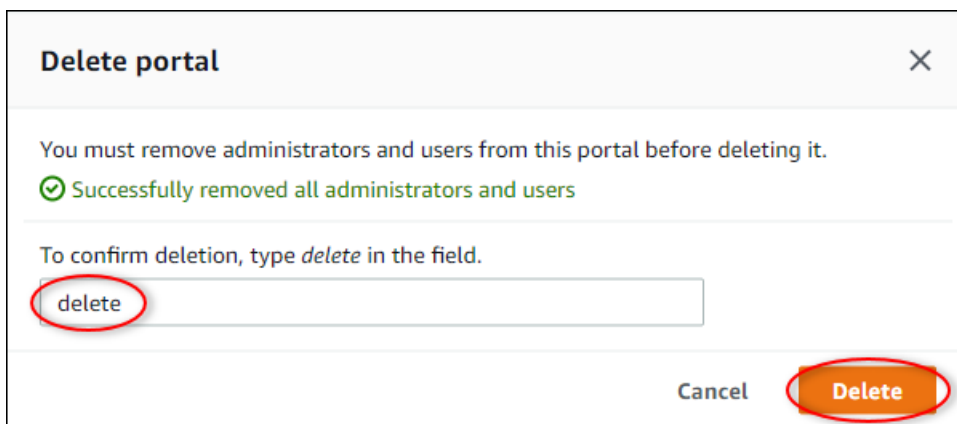 Delete portal
You must remove administrators and users from this portal before deleting it.
Successfully removed all administrators and users
To confirm deletion, type delete in the field.
delete
Cancel
Delete